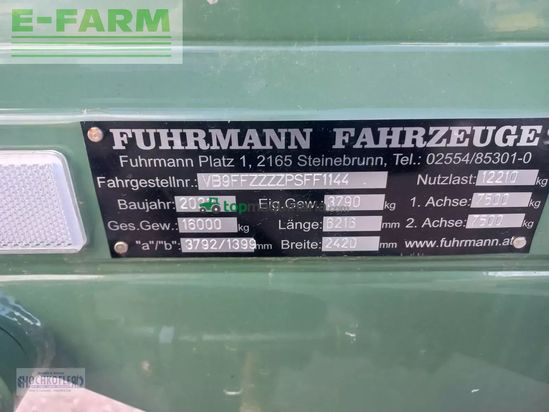 E-FARM
FUHRMANN FAHRZEUGE
Fuhrmann Platz 1, 2165 Steinebrunn, Tel.: 02554/85301-0
Fahrgestellnr.: VB9FFZZZZPSFF1144 Nutzlast: 12210 kg
Baujahr: Eig.Gew.: 3790 kg 1. Achse: 7500 kg
Ges.Gew.: 16000 kg Länge: 6216 mm 2. Achse: 7500 kg
"a"/"b": 3792/1399 mm Breite: 2420 mm www.fuhrmann.at